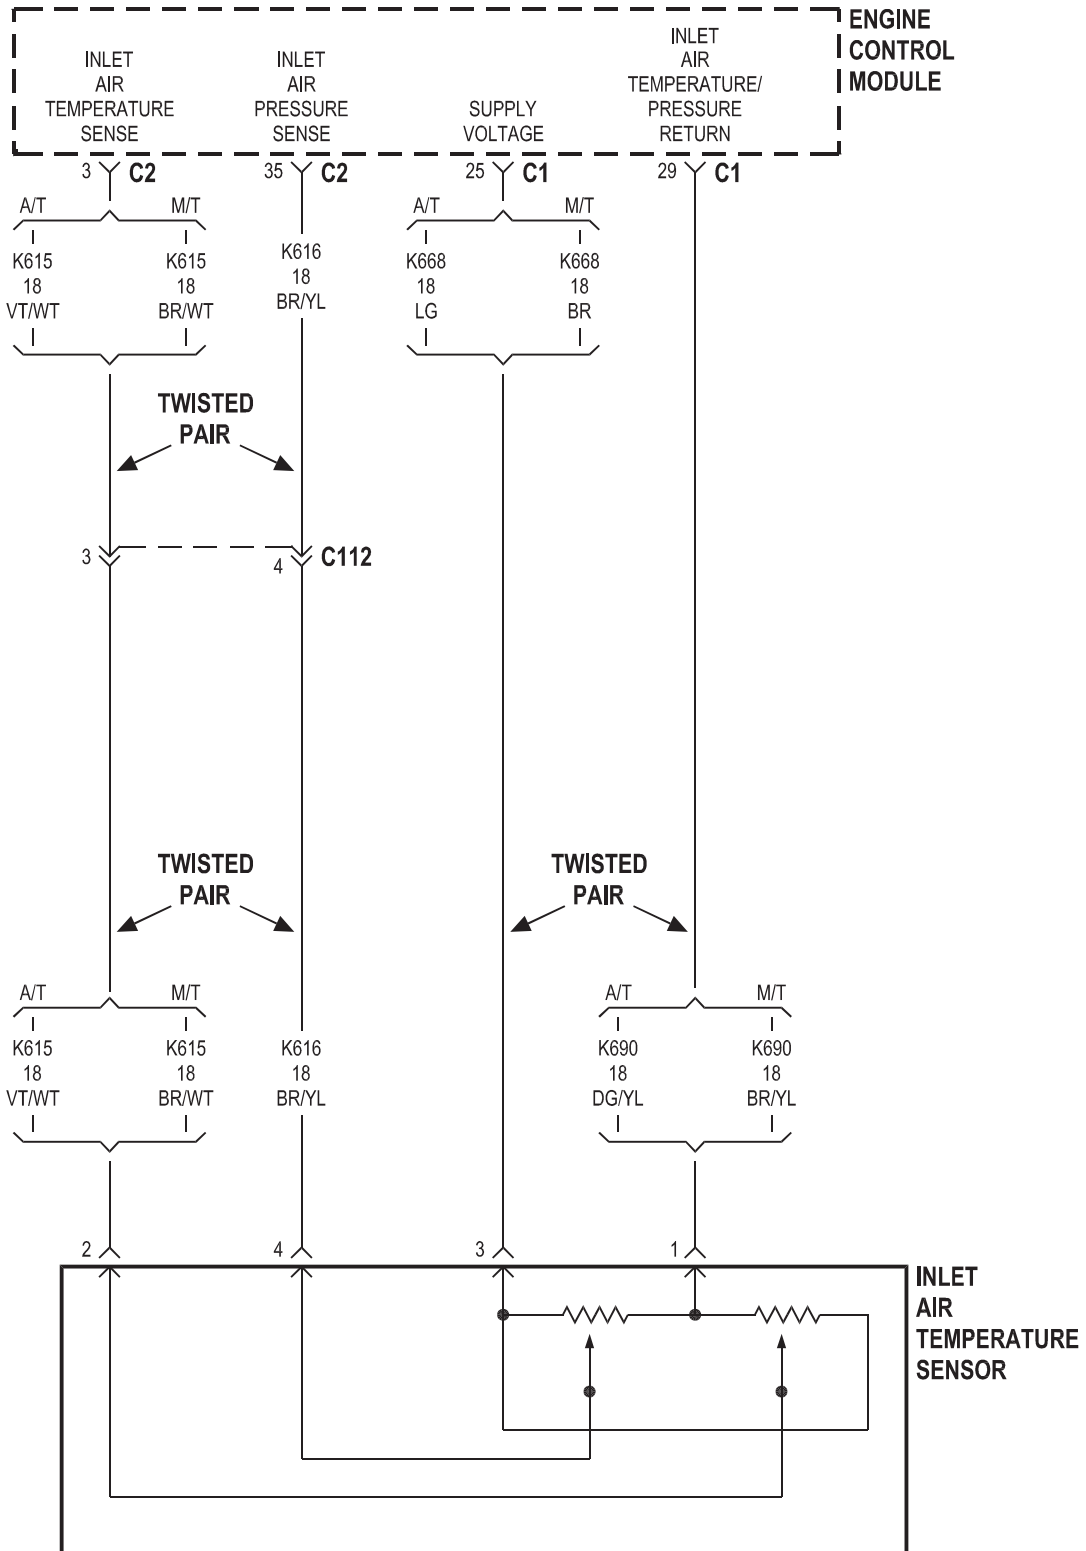 ENGINE
CONTROL
MODULE
INLET
AIR
TEMPERATURE
SENSE
INLET
AIR
PRESSURE
SENSE
SUPPLY
VOLTAGE
INLET
AIR
TEMPERATURE/
PRESSURE
RETURN
3 C2
35 C2
25 C1
29 C1
A/T M/T
K615 K615
18 18
VT/WT BR/WT
K616
18
BR/YL
A/T M/T
K668 K668
18 18
LG BR
TWISTED
PAIR
3 4 C112
TWISTED
PAIR
TWISTED
PAIR
A/T M/T
K615 K615
18 18
VT/WT BR/WT
K616
18
BR/YL
A/T M/T
K690 K690
18 18
DG/YL BR/YL
2 4 3 1
INLET
AIR
TEMPERATURE
SENSOR